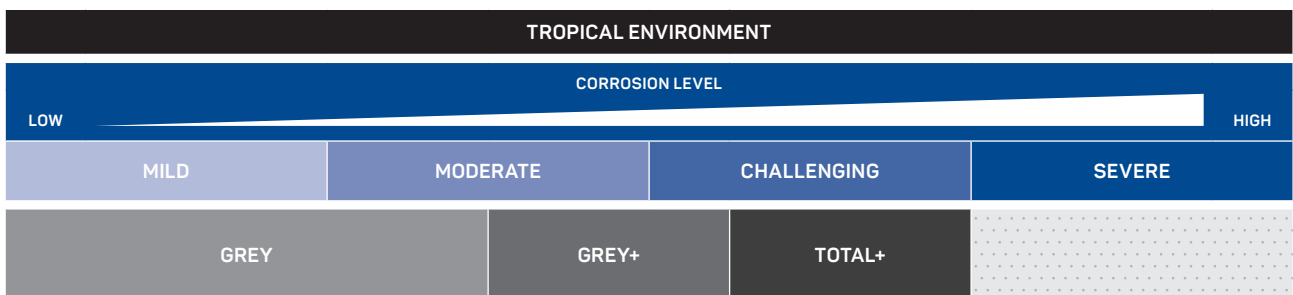 TROPICAL ENVIRONMENT
CORROSION LEVEL
LOW HIGH
MILD MODERATE CHALLENGING SEVERE
GREY GREY+ TOTAL+